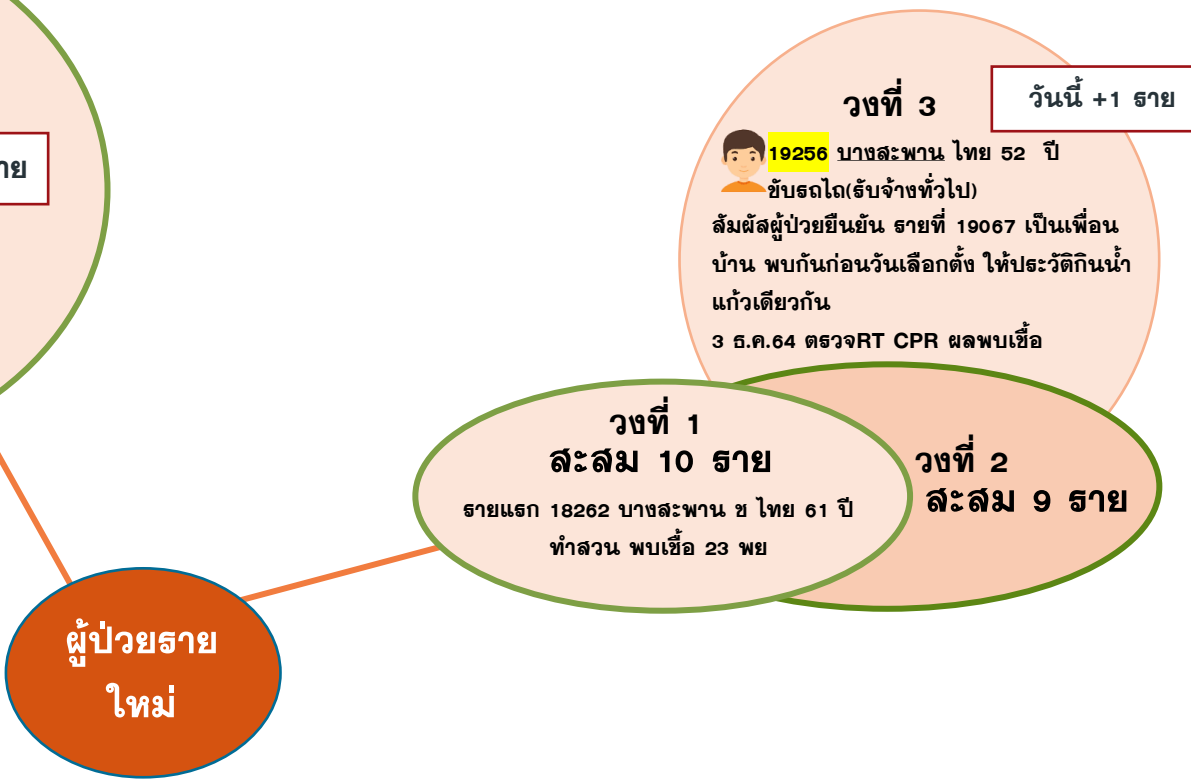 วงที่ 3
วันนี้ +1 ราย
19256 บางสะพาน ไทย 52 ปี
ขับรถไถ(รับจ้างทั่วไป)
สัมผัสผู้ป่วยยืนยัน รายที่ 19067 เป็นเพื่อน
บ้าน พบกันก่อนวันเลือกตั้ง ให้ประวัติกินน้ำ
แก้วเดียวกัน
3 ธ.ค.64 ตรวจRT CPR ผลพบเชื้อ
วงที่ 1
สะสม 10 ราย
รายแรก 18262 บางสะพาน ข ไทย 61 ปี
ทำสวน พบเชื้อ 23 พย
วงที่ 2
สะสม 9 ราย
ผู้ป่วยราย
ใหม่